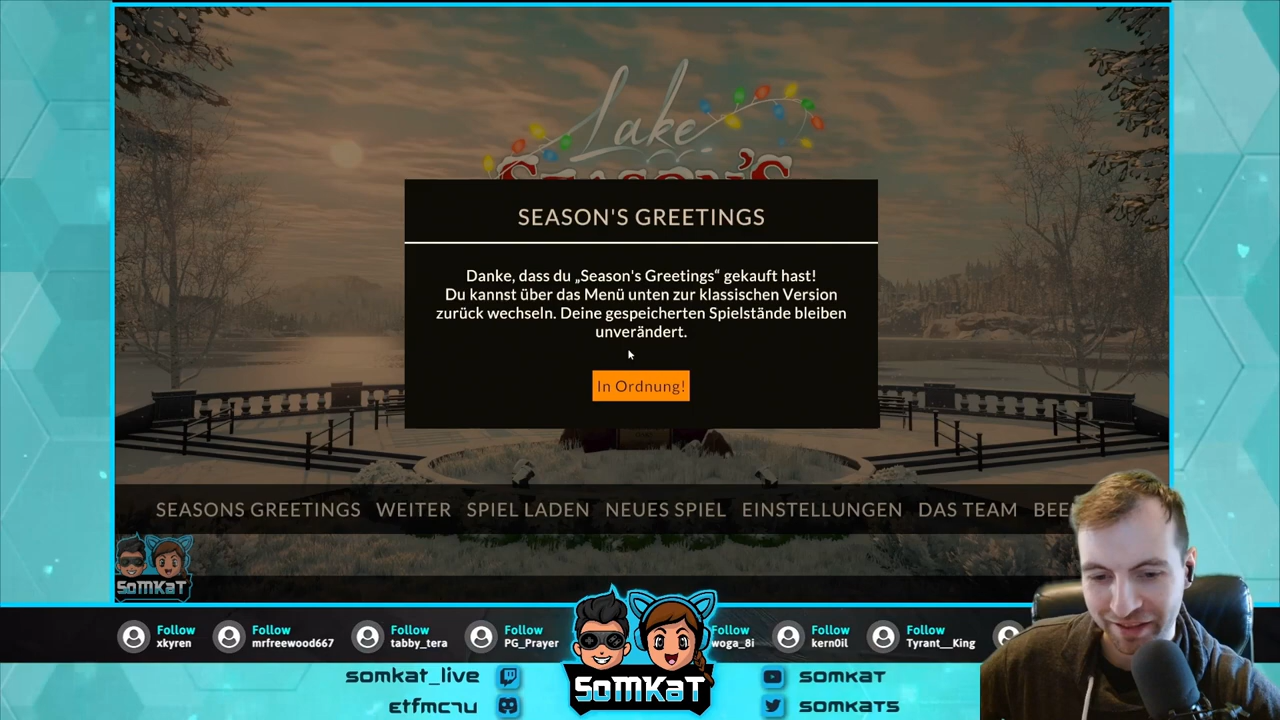 Lake
SEASON'S
SEASON'S GREETINGS
Danke, dass du „Season's Greetings“ gekauft hast!
Du kannst über das Menü unten zur klassischen Version
zurück wechseln. Deine gespeicherten Spielstände bleiben
unverändert.
In Ordnung!
SEASONS GREETINGS WEITER SPIEL LADEN NEUES SPIEL EINSTELLUNGEN DAS TEAM BEE
SOMKAT
Follow Follow Follow Follow Follow Follow Follow
xkyren mrfreewood667 tabby_tera PG_Prayer woga_8i kern0il Tyrant__King
SOMKAT
somkat_live
etfmc7u
somkat
somkats